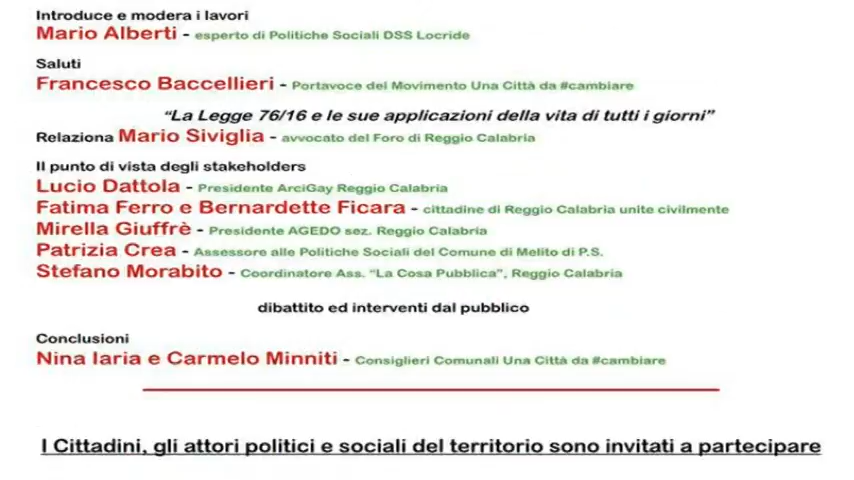 Introduce e modera i lavori
Mario Alberti - esperto di Politiche Sociali DSS Locride
Saluti
Francesco Baccellieri - Portavoce del Movimento Una Città da #cambiare
“La Legge 76/16 e le sue applicazioni della vita di tutti i giorni”
Relaziona Mario Siviglia - avvocato del Foro di Reggio Calabria
Il punto di vista degli stakeholders
Lucio Dattola - Presidente ArciGay Reggio Calabria
Fatima Ferro e Bernardette Ficara - cittadine di Reggio Calabria unite civilmente
Mirella Giuffrè - Presidente AGEDO sez. Reggio Calabria
Patrizia Crea - Assessore alle Politiche Sociali del Comune di Melito di P.S.
Stefano Morabito - Coordinatore Ass. “La Cosa Pubblica”, Reggio Calabria
dibattito ed interventi dal pubblico
Conclusioni
Nina Iaria e Carmelo Minniti - Consiglieri Comunali Una Città da #cambiare
I Cittadini, gli attori politici e sociali del territorio sono invitati a partecipare